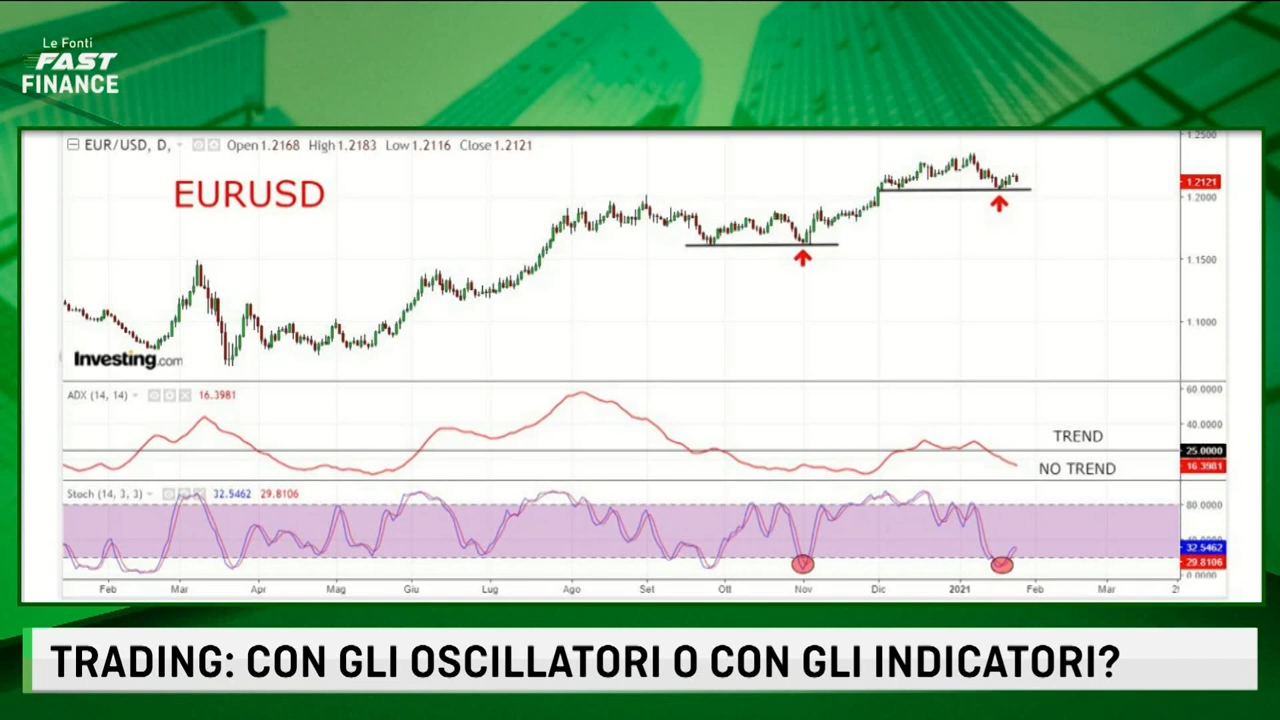 Le Fonti
FAST
FINANCE
EUR/USD, D, Open 1.2168 High 1.2183 Low 1.2116 Close 1.2121
EURUSD
1.2500
1.2121
1.2000
1.1500
1.1000
Investing.com
ADX (14, 14) 16.3981
60.0000
40.0000
TREND
25.0000
NO TREND
16.3981
Stoch (14, 3, 3) 32.5462 29.8106
80.0000
32.5462
29.8106
0.0000
Feb Mar Apr Mag Giu Lug Ago Set Ott Nov Dic 2021 Feb Mar
TRADING: CON GLI OSCILLATORI O CON GLI INDICATORI?